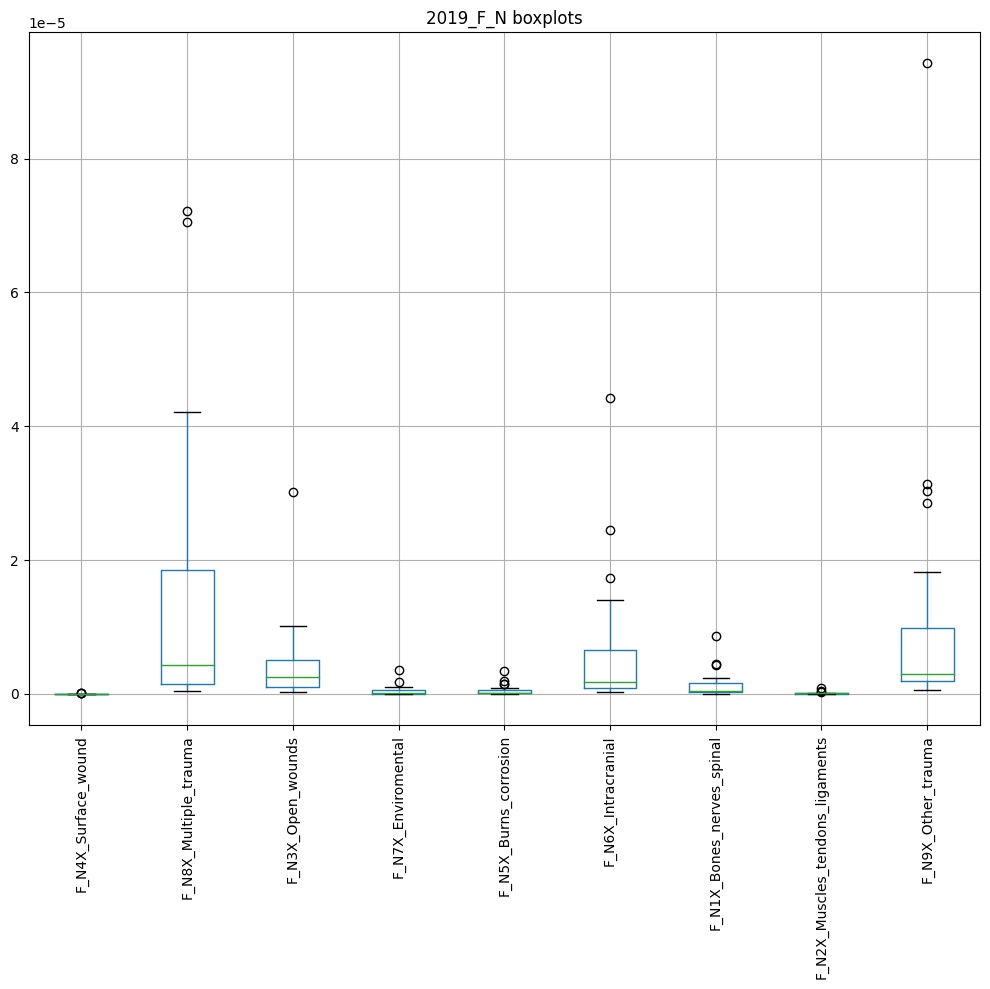 2019_F_N boxplots
1e−5
8
6
4
2
0
F_N4X_Surface_wound
F_N8X_Multiple_trauma
F_N3X_Open_wounds
F_N7X_Enviromental
F_N5X_Burns_corrosion
F_N6X_Intracranial
F_N1X_Bones_nerves_spinal
F_N2X_Muscles_tendons_ligaments
F_N9X_Other_trauma